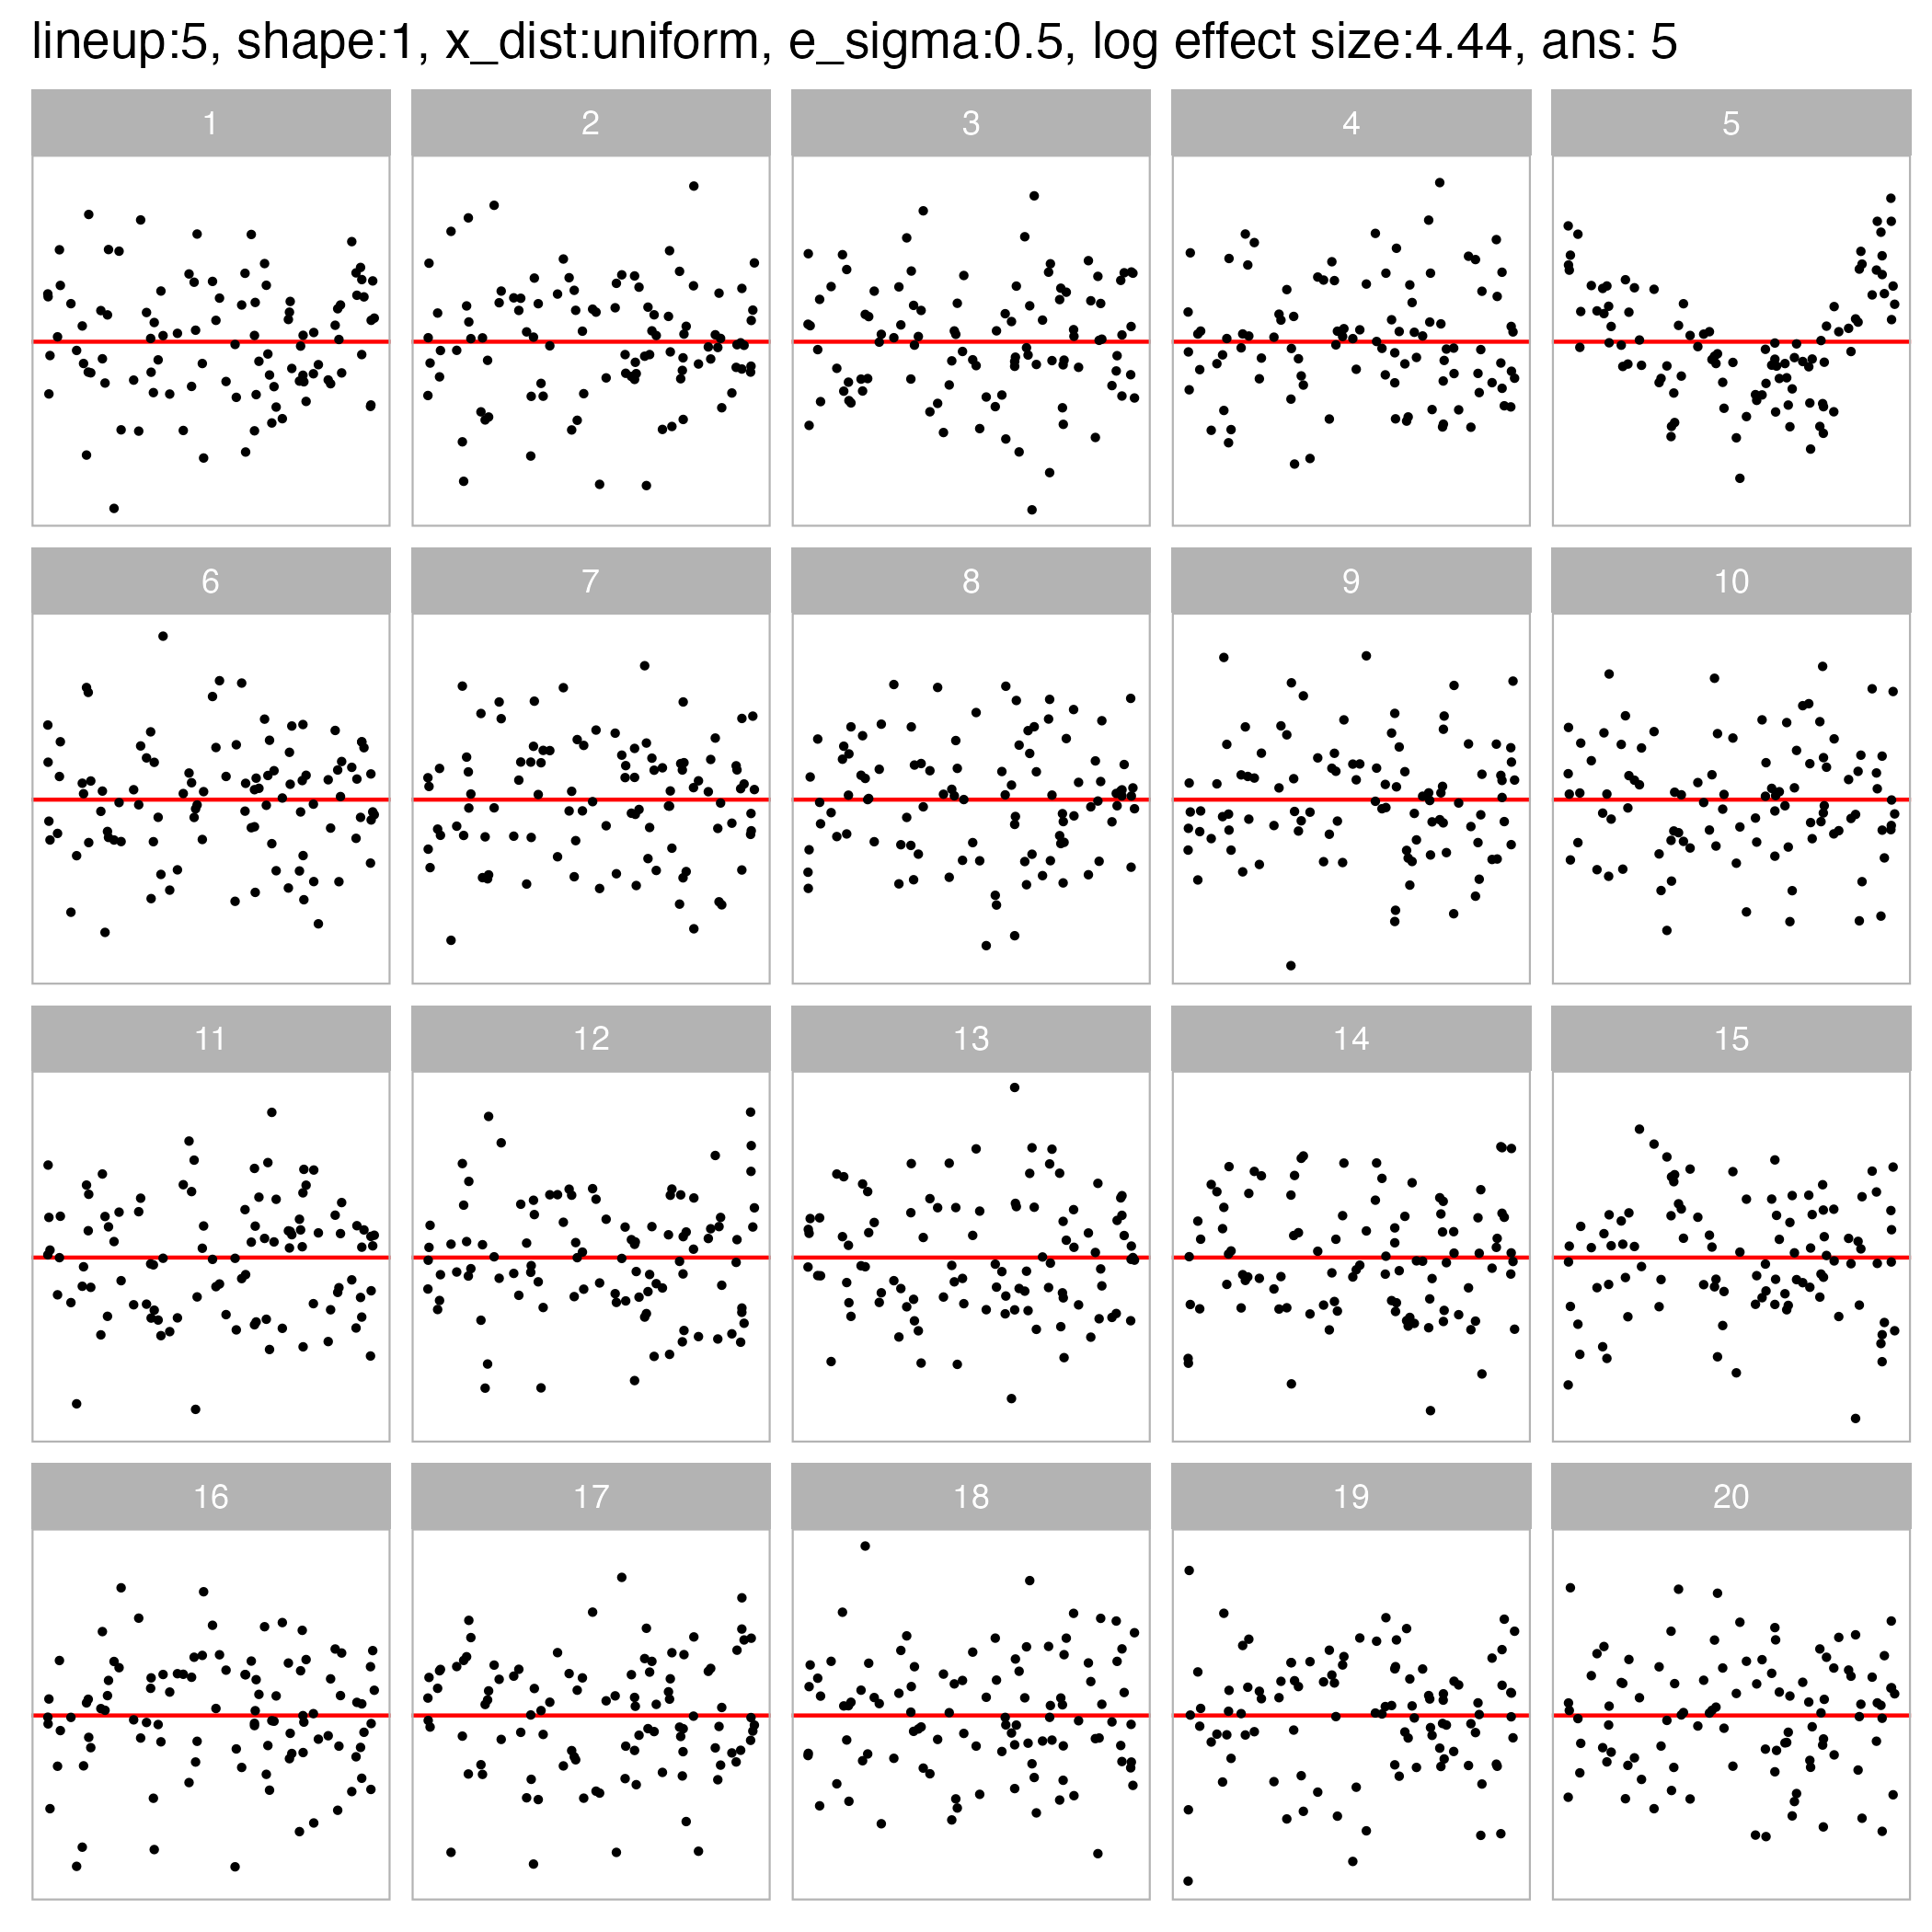 lineup:5, shape:1, x_dist:uniform, e_sigma:0.5, log effect size:4.44, ans: 5
1 2 3 4 5
6 7 8 9 10
11 12 13 14 15
16 17 18 19 20